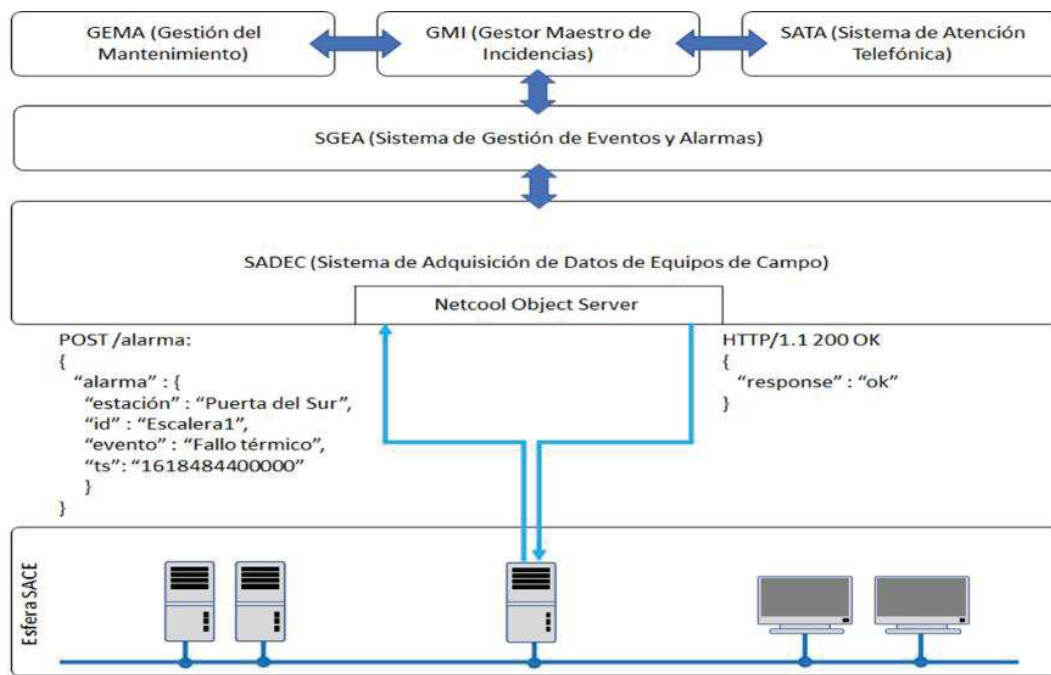 GEMA (Gestión del
Mantenimiento)
GMI (Gestor Maestro de
Incidencias)
SATA (Sistema de Atención
Telefónica)
SGEA (Sistema de Gestión de Eventos y Alarmas)
SADEC (Sistema de Adquisición de Datos de Equipos de Campo)
Netcool Object Server
POST /alarma:
{
“alarma” : {
“estación” : “Puerta del Sur”,
“id” : “Escalera1”,
“evento” : “Fallo térmico”,
“ts”: “1618484400000”
}
}
HTTP/1.1 200 OK
{
“response” : “ok”
}
Esfera SACE